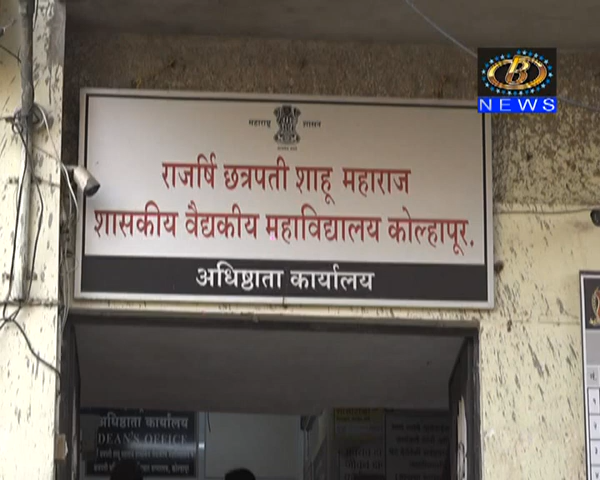 B
NEWS
महाराष्ट्र शासन
राजर्षि छत्रपती शाहू महाराज
शासकीय वैद्यकीय महाविद्यालय कोल्हापूर.
अधिष्ठाता कार्यालय
अधिष्ठाता कार्यालय
DEAN'S OFFICE